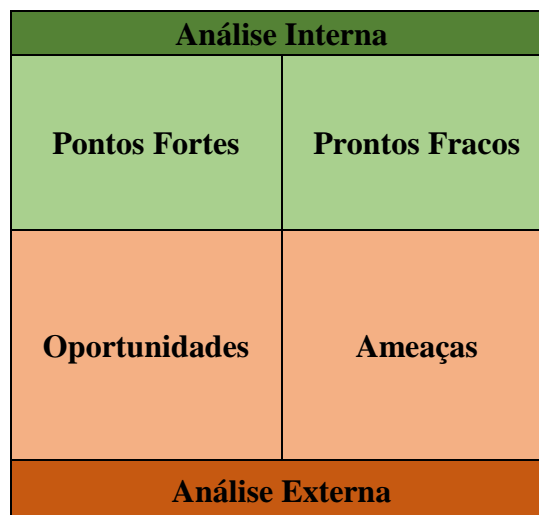 Análise Interna
Pontos Fortes
Prontos Fracos
Oportunidades
Ameaças
Análise Externa